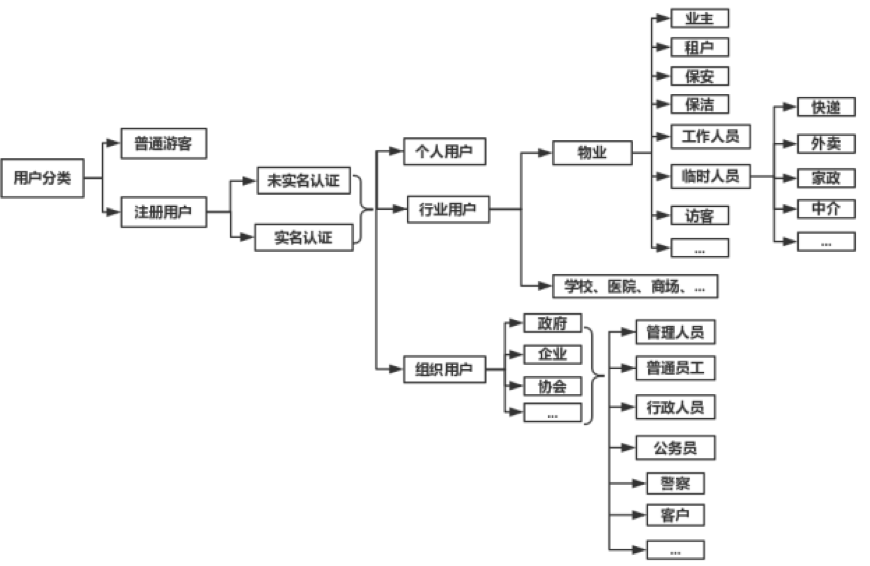 用户分类
普通游客
注册用户
未实名认证
实名认证
个人用户
行业用户
组织用户
物业
学校、医院、商场、...
业主
租户
保安
保洁
工作人员
临时人员
访客
...
快递
外卖
家政
中介
...
政府
企业
协会
...
管理人员
普通员工
行政人员
公务员
警察
客户
...